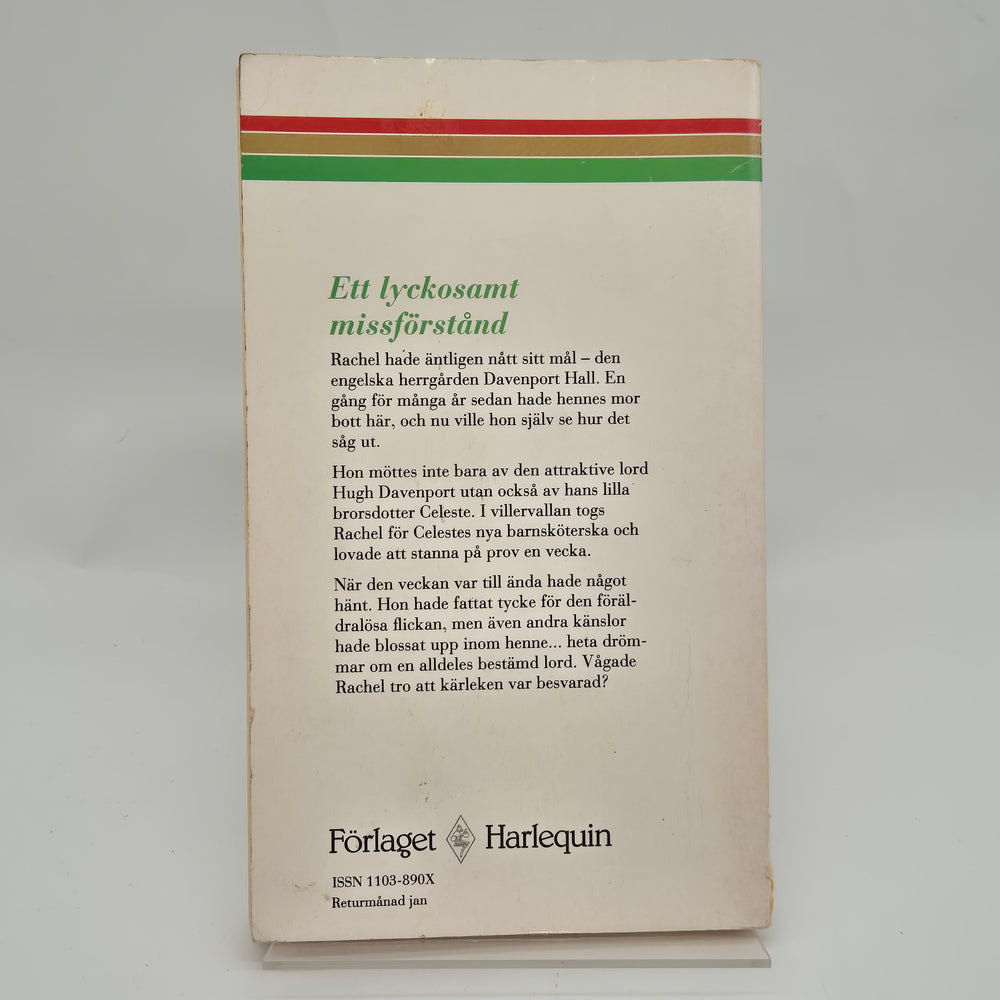 Ett lyckosamt
missförstånd
Rachel hade äntligen nått sitt mål – den
engelska herrgården Davenport Hall. En
gång för många år sedan hade hennes mor
bott här, och nu ville hon själv se hur det
såg ut.
Hon möttes inte bara av den attraktive lord
Hugh Davenport utan också av hans lilla
brorsdotter Celeste. I villervallan togs
Rachel för Celestes nya barnsköterska och
lovade att stanna på prov en vecka.
När den veckan var till ända hade något
hänt. Hon hade fattat tycke för den föräl-
dralösa flickan, men även andra känslor
hade blossat upp inom henne... heta dröm-
mar om en alldeles bestämd lord. Vågade
Rachel tro att kärleken var besvarad?
Förlaget Harlequin
ISSN 1103-890X
Returmånad jan